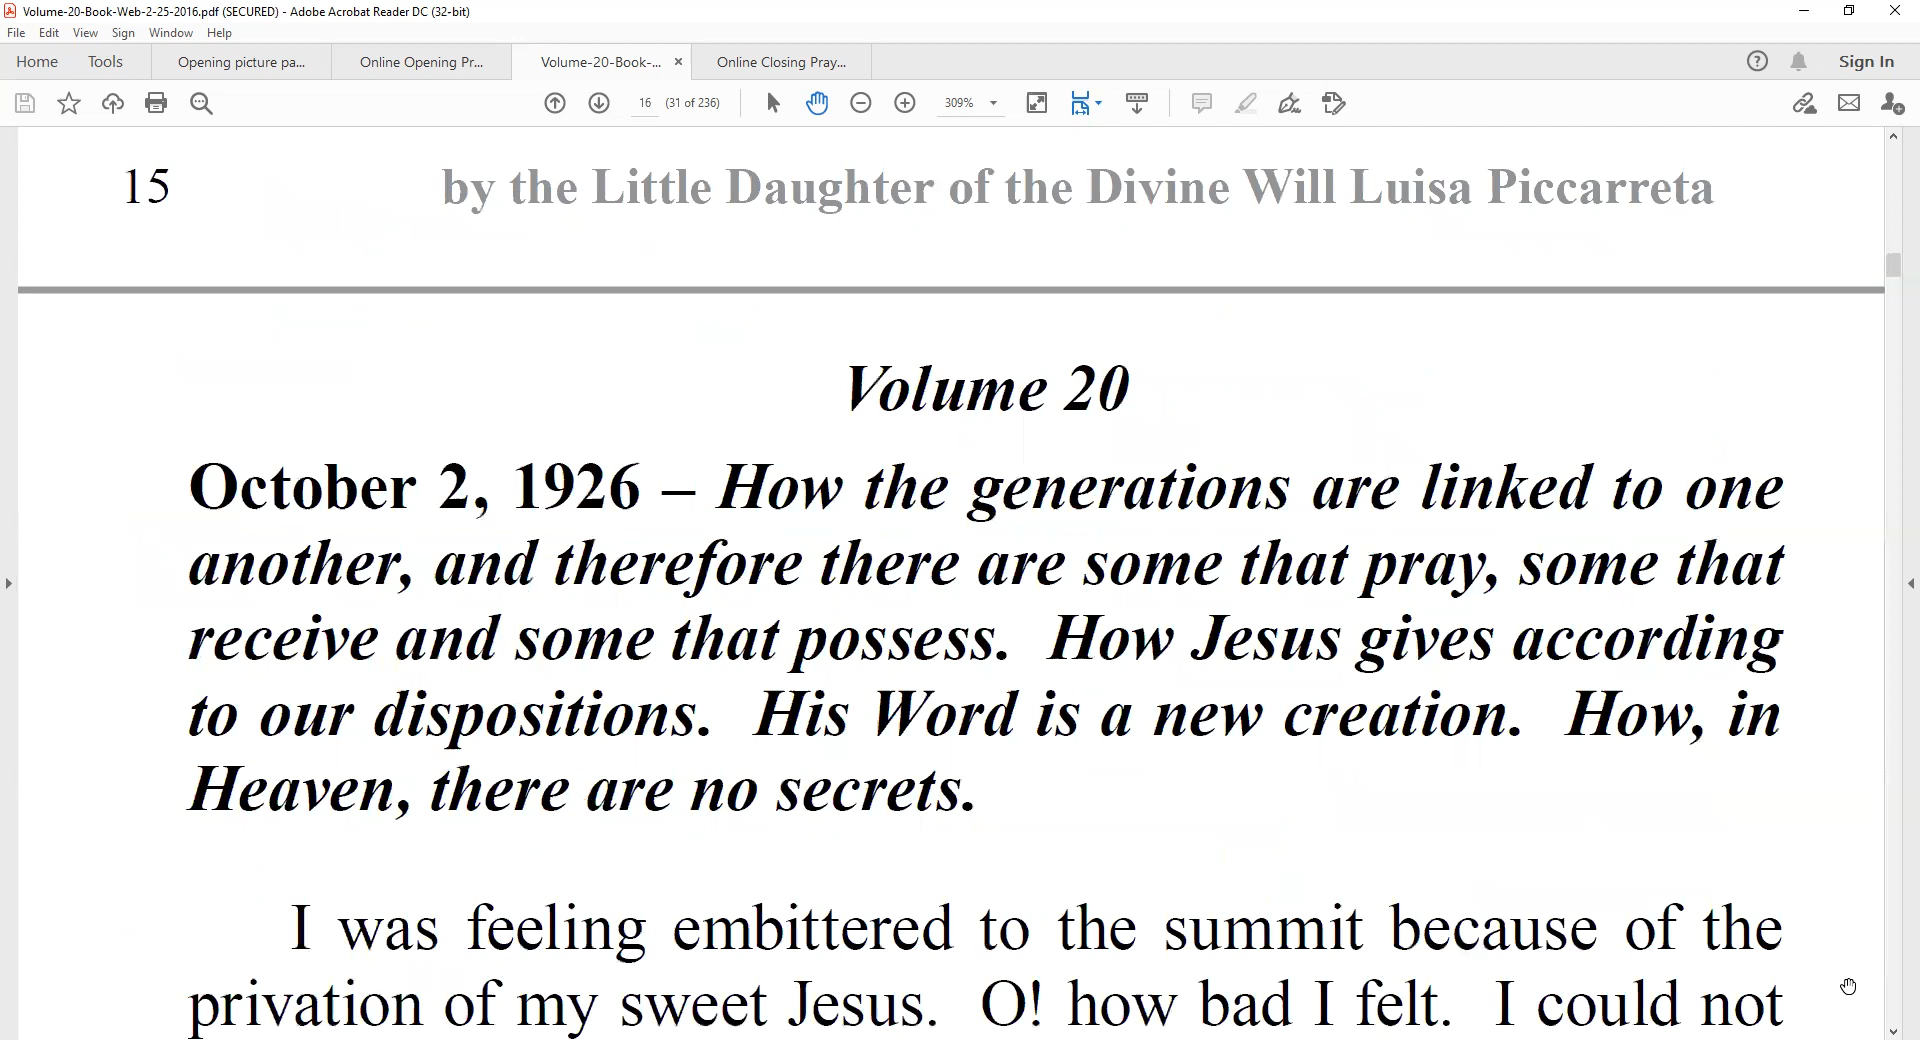 Volume-20-Book-Web-2-25-2016.pdf (SECURED) - Adobe Acrobat Reader DC (32-bit)
File Edit View Sign Window Help
Home Tools Opening picture pa... Online Opening Pr... Volume-20-Book-... Online Closing Pray... Sign In
16 (31 of 236) 309%
15 by the Little Daughter of the Divine Will Luisa Piccarreta
Volume 20
October 2, 1926 – How the generations are linked to one
another, and therefore there are some that pray, some that
receive and some that possess. How Jesus gives according
to our dispositions. His Word is a new creation. How, in
Heaven, there are no secrets.
I was feeling embittered to the summit because of the
privation of my sweet Jesus. O! how bad I felt. I could not